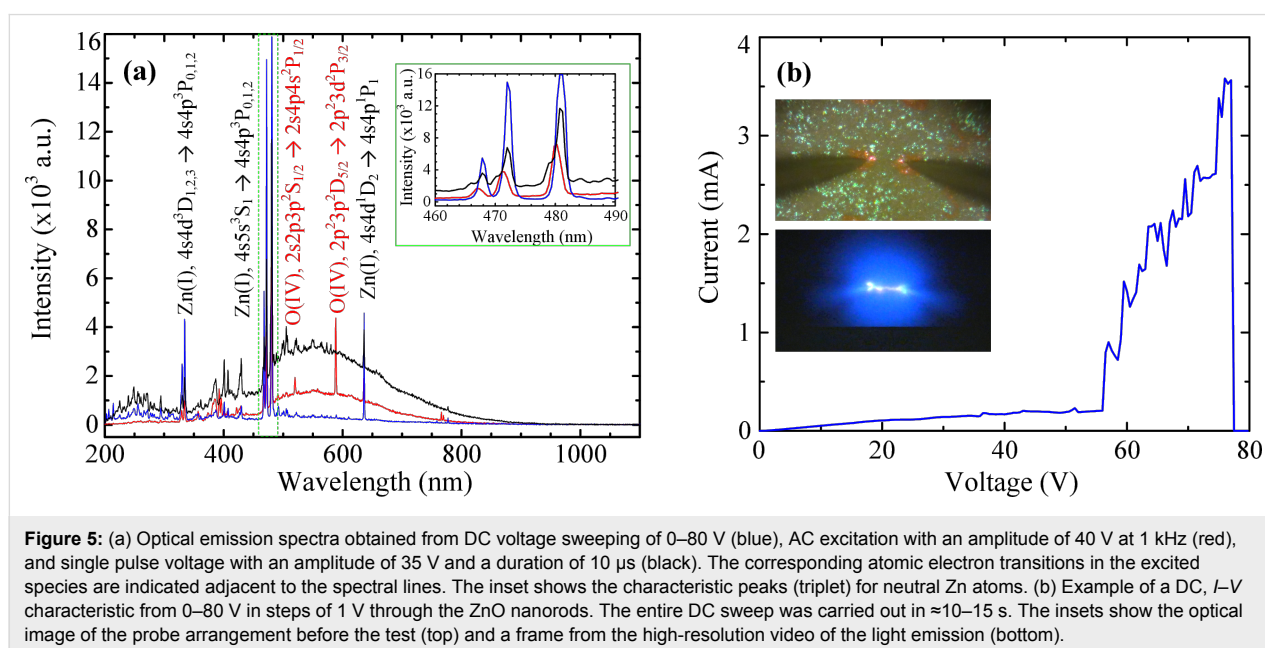 16
14
12
10
8
6
4
2
0
Intensity (x10³ a.u.)
200 400 600 800 1000
Wavelength (nm)
(a)
Zn(I), 4s4d³D₁,₂,₃ → 4s4p³P₀,₁,₂
Zn(I), 4s5s³S₁ → 4s4p³P₀,₁,₂
O(IV), 2s2p3p²S₁/₂ → 2s4p4s²P₁/₂
O(IV), 2p²3p²D₅/₂ → 2p²3d²P₃/₂
Zn(I), 4s4d¹D₂ → 4s4p¹P₁
16
12
8
4
0
Intensity (x10³ a.u.)
460 470 480 490
Wavelength (nm)
4
3
2
1
0
Current (mA)
(b)
0 20 40 60 80
Voltage (V)
Figure 5: (a) Optical emission spectra obtained from DC voltage sweeping of 0–80 V (blue), AC excitation with an amplitude of 40 V at 1 kHz (red),
and single pulse voltage with an amplitude of 35 V and a duration of 10 µs (black). The corresponding atomic electron transitions in the excited
species are indicated adjacent to the spectral lines. The inset shows the characteristic peaks (triplet) for neutral Zn atoms. (b) Example of a DC, I–V
characteristic from 0–80 V in steps of 1 V through the ZnO nanorods. The entire DC sweep was carried out in ≈10–15 s. The insets show the optical
image of the probe arrangement before the test (top) and a frame from the high-resolution video of the light emission (bottom).